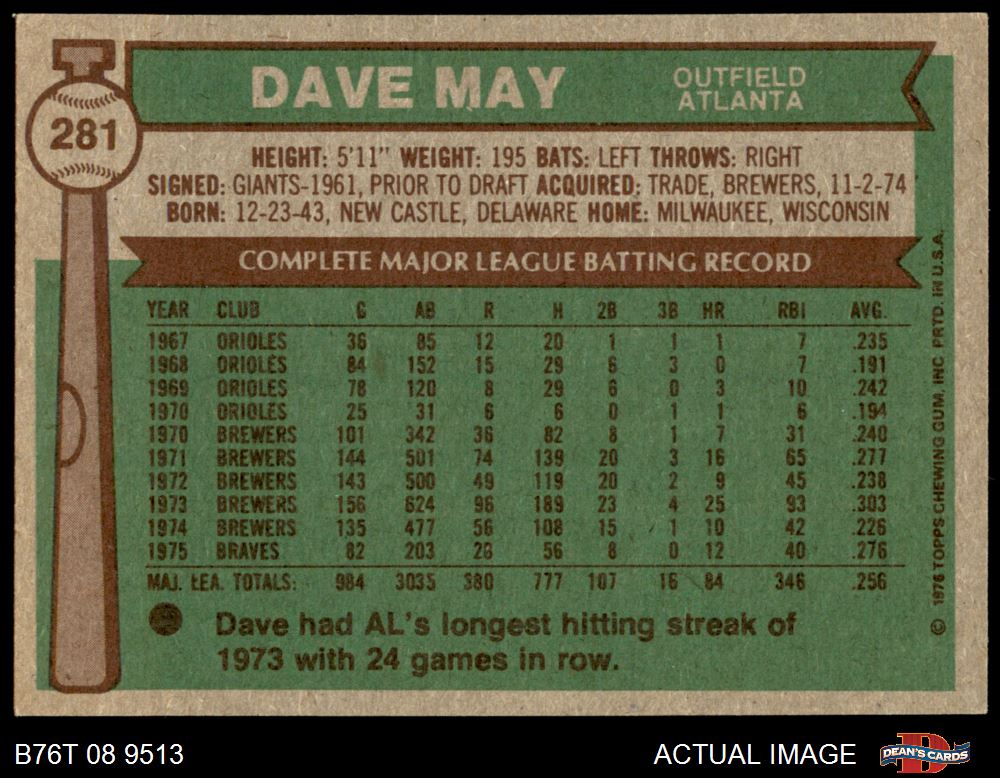 DAVE MAY
OUTFIELD
ATLANTA
281
HEIGHT: 5'11" WEIGHT: 195 BATS: LEFT THROWS: RIGHT
SIGNED: GIANTS-1961, PRIOR TO DRAFT ACQUIRED: TRADE, BREWERS, 11-2-74
BORN: 12-23-43, NEW CASTLE, DELAWARE HOME: MILWAUKEE, WISCONSIN
COMPLETE MAJOR LEAGUE BATTING RECORD
YEAR CLUB G AB R H 2B 3B HR RBI AVG.
1967 ORIOLES 36 85 12 20 1 1 1 7 .235
1968 ORIOLES 84 152 15 29 6 3 0 7 .191
1969 ORIOLES 78 120 8 29 6 0 3 10 .242
1970 ORIOLES 25 31 6 6 0 1 1 6 .194
1970 BREWERS 101 342 36 82 8 1 7 31 .240
1971 BREWERS 144 501 74 139 20 3 16 65 .277
1972 BREWERS 143 500 49 119 20 2 9 45 .238
1973 BREWERS 156 624 96 189 23 4 25 93 .303
1974 BREWERS 135 477 56 108 15 1 10 42 .226
1975 BRAVES 82 203 28 56 8 0 12 40 .276
MAJ. LEA. TOTALS: 984 3035 380 777 107 16 84 346 .256
Dave had AL's longest hitting streak of
1973 with 24 games in row.
© 1976 TOPPS CHEWING GUM, INC PRTD. IN U.S.A.
B76T 08 9513
ACTUAL IMAGE
DEAN'S CARDS